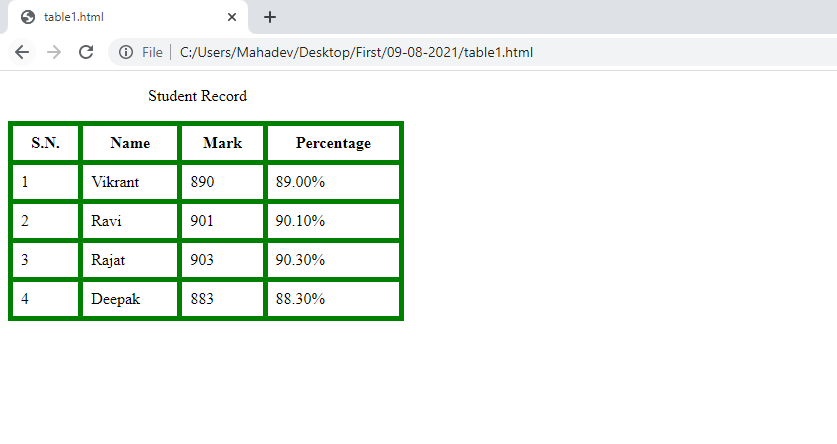 table1.html
File | C:/Users/Mahadev/Desktop/First/09-08-2021/table1.html
Student Record
S.N. Name Mark Percentage
1 Vikrant 890 89.00%
2 Ravi 901 90.10%
3 Rajat 903 90.30%
4 Deepak 883 88.30%